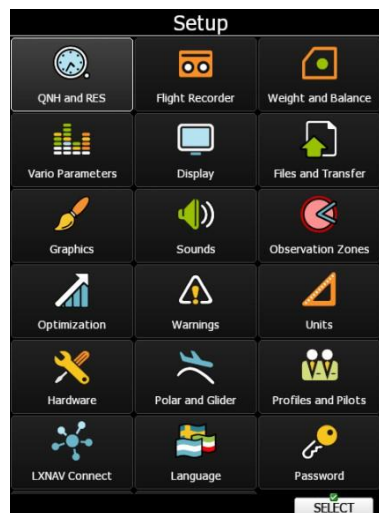 Setup
QNH and RES Flight Recorder Weight and Balance
Vario Parameters Display Files and Transfer
Graphics Sounds Observation Zones
Optimization Warnings Units
Hardware Polar and Glider Profiles and Pilots
LXNAV Connect Language Password
SELECT